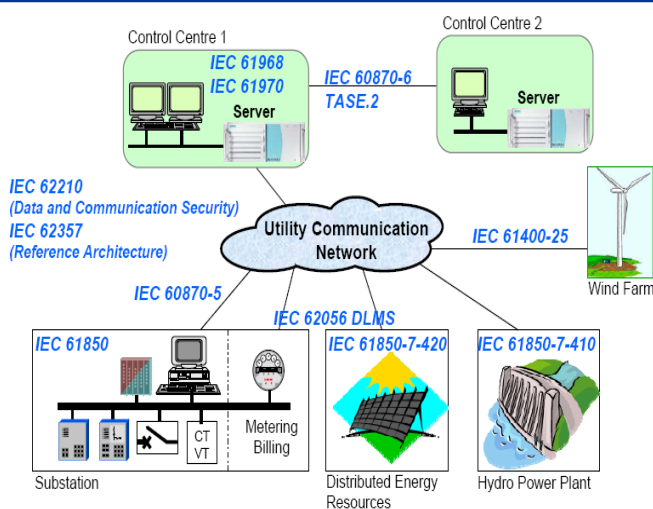 Control Centre 1
Control Centre 2
IEC 61968
IEC 61970
Server
IEC 60870-6
TASE.2
Server
IEC 62210
(Data and Communication Security)
IEC 62357
(Reference Architecture)
Utility Communication
Network
IEC 61400-25
Wind Farm
IEC 60870-5
IEC 62056 DLMS
IEC 61850
IEC 61850-7-420
IEC 61850-7-410
CT
VT
Metering
Billing
Substation
Distributed Energy
Resources
Hydro Power Plant